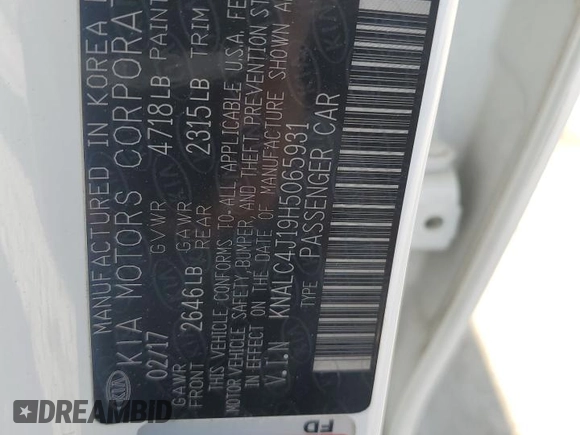 MANUFACTURED IN KOREA
KIA MOTORS CORPORA
02/17 GVWR 4718LB PAINT
GAWR FRONT 2646LB GAWR REAR 2315LB TRIM
THIS VEHICLE CONFORMS TO ALL APPLICABLE U.S.A. FE
MOTOR VEHICLE SAFETY, BUMPER AND THEFT PREVENTION ST
IN EFFECT ON THE DATE OF MANUFACTURE SHOWN A
V.I.N KNALC4J19H5065931
TYPE PASSENGER CAR
KIA
FD
DREAMBID